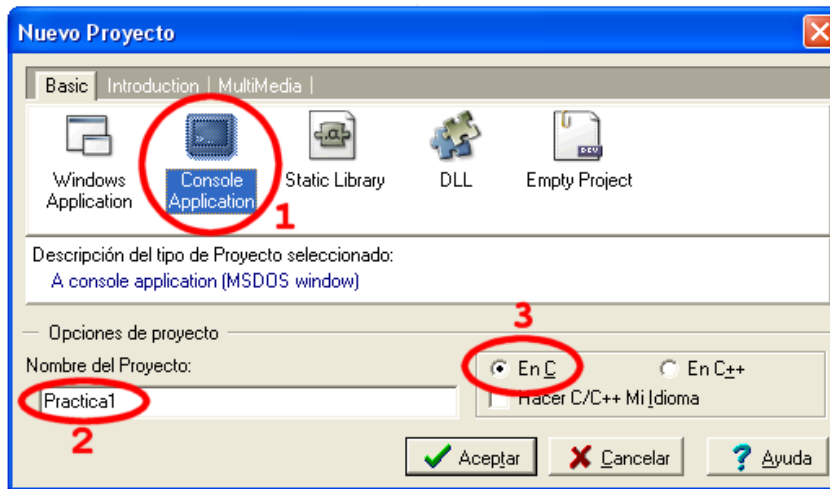 Nuevo Proyecto
Basic Introduction MultiMedia
Windows Application
Console Application
Static Library
DLL
Empty Project
1
Descripción del tipo de Proyecto seleccionado:
A console application (MSDOS window)
Opciones de proyecto
3
Nombre del Proyecto:
En C
En C++
Practica1
Hacer C/C++ Mi Idioma
2
Aceptar
Cancelar
Ayuda